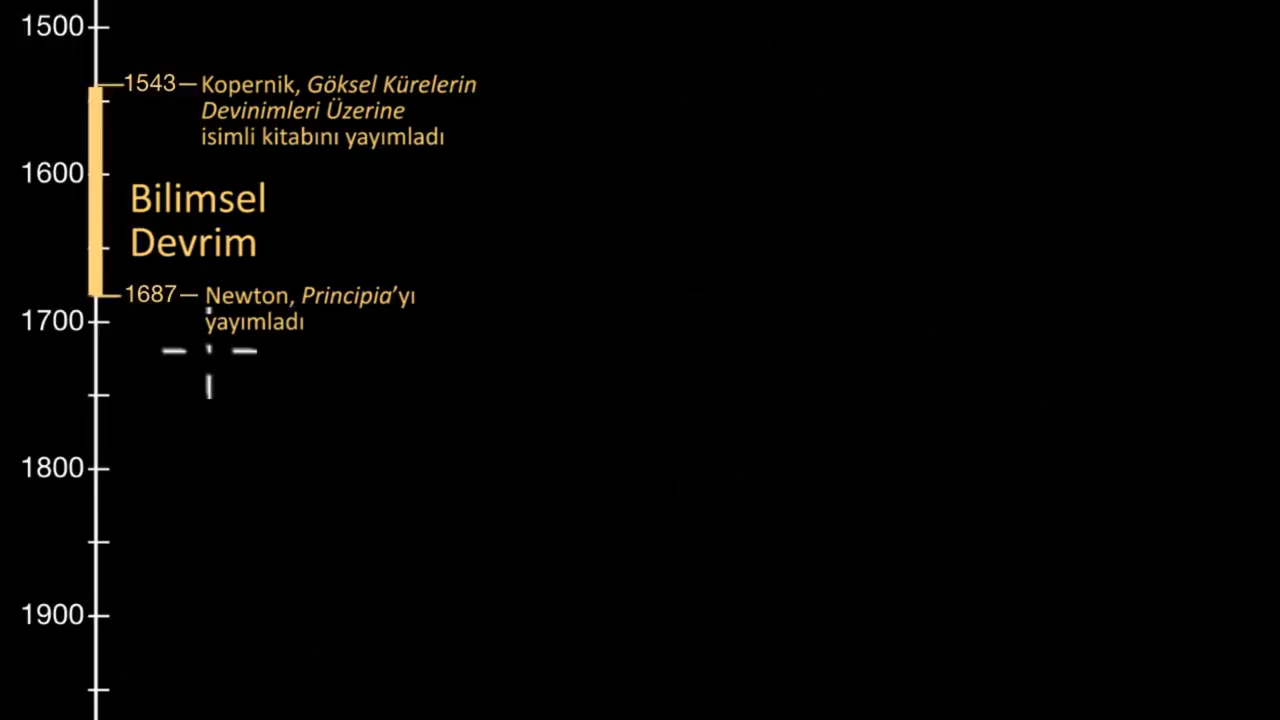 1500
1543 Kopernik, Göksel Kürelerin
Devinimleri Üzerine
isimli kitabını yayımladı
1600
Bilimsel
Devrim
1687 Newton, Principia’yı
yayımladı
1700
1800
1900